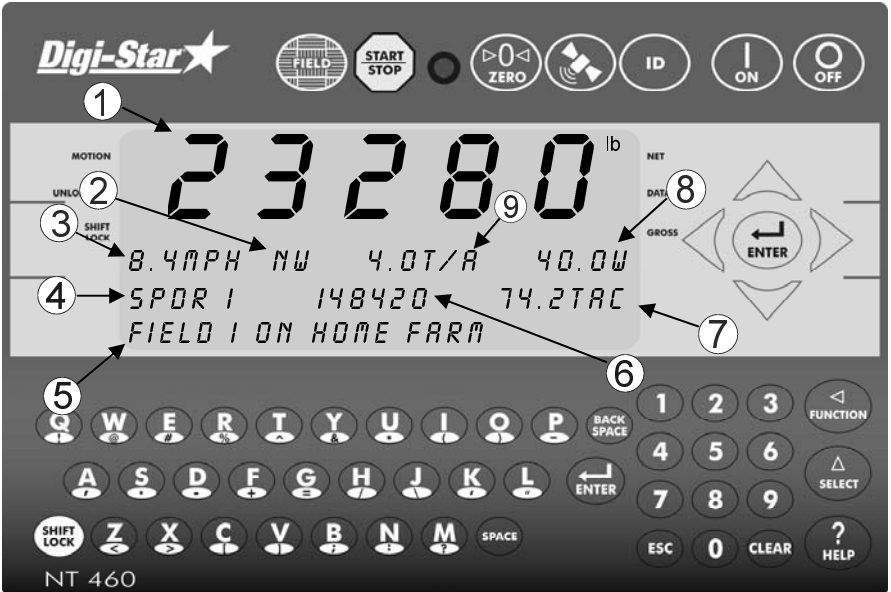 Digi-Star
FIELD
START
STOP
0
ZERO
ID
I
ON
O
OFF
1
23280 lb
MOTION
NET
2
DATA
8
9
SHIFT
LOCK
GROSS
3
ENTER
8.4MPH NW 4.0T/A 40.0W
4
SPDR 1 148420 74.2TAC
7
FIELD 1 ON HOME FARM
5
6
Q W E R T Y U I O P BACK SPACE
! @ # % ^ & * ( ) -
1 2 3 FUNCTION
A S D F G H J K L ENTER
+ = / \ "
4 5 6 SELECT
7 8 9
SHIFT LOCK Z X C V B N M SPACE
< > | | ; : ?
ESC 0 CLEAR ? HELP
NT 460